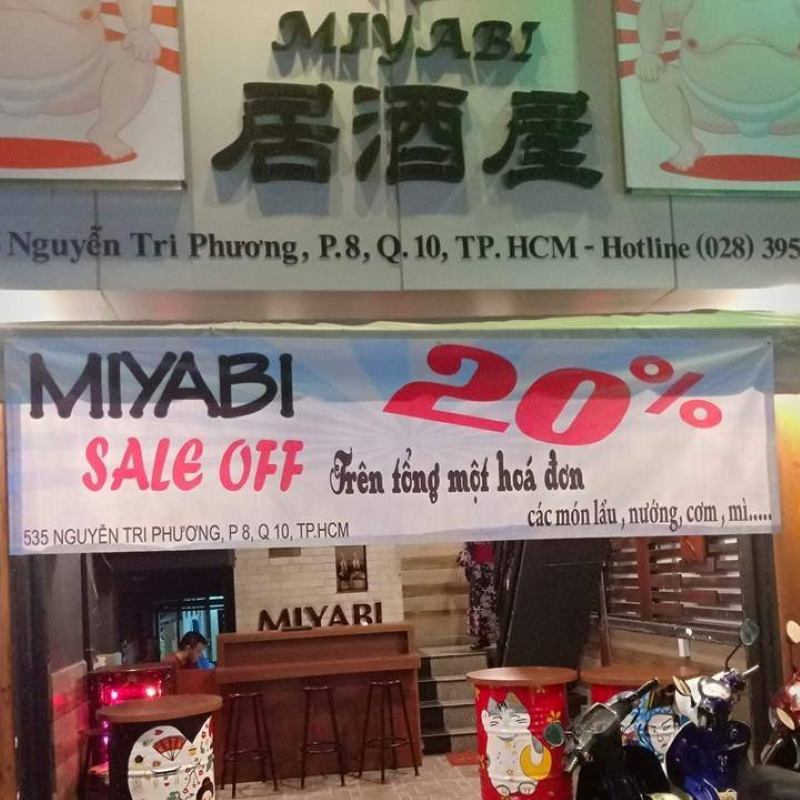 MIYABI
居酒屋
Nguyễn Tri Phương, P.8, Q.10, TP.HCM - Hotline (028) 395
MIYABI 20%
SALE OFF Trên tổng một hoá đơn
các món lẩu, nướng, cơm, mì.....
535 NGUYỄN TRI PHƯƠNG, P 8, Q 10, TP.HCM
MIYABI